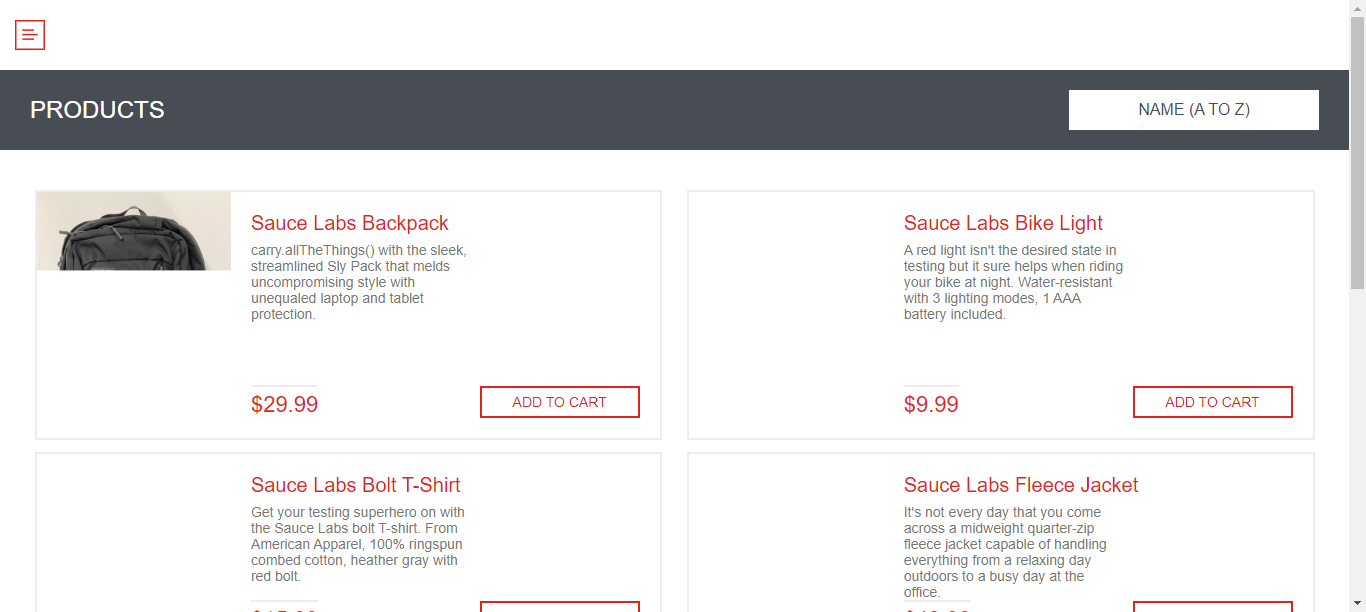 PRODUCTS
NAME (A TO Z)
Sauce Labs Backpack
carry.allTheThings() with the sleek,
streamlined Sly Pack that melds
uncompromising style with
unequaled laptop and tablet
protection.
$29.99
ADD TO CART
Sauce Labs Bike Light
A red light isn't the desired state in
testing but it sure helps when riding
your bike at night. Water-resistant
with 3 lighting modes, 1 AAA
battery included.
$9.99
ADD TO CART
Sauce Labs Bolt T-Shirt
Get your testing superhero on with
the Sauce Labs bolt T-shirt. From
American Apparel, 100% ringspun
combed cotton, heather gray with
red bolt.
Sauce Labs Fleece Jacket
It's not every day that you come
across a midweight quarter-zip
fleece jacket capable of handling
everything from a relaxing day
outdoors to a busy day at the
office.